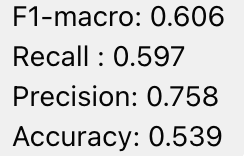 F1-macro: 0.606
Recall : 0.597
Precision: 0.758
Accuracy: 0.539